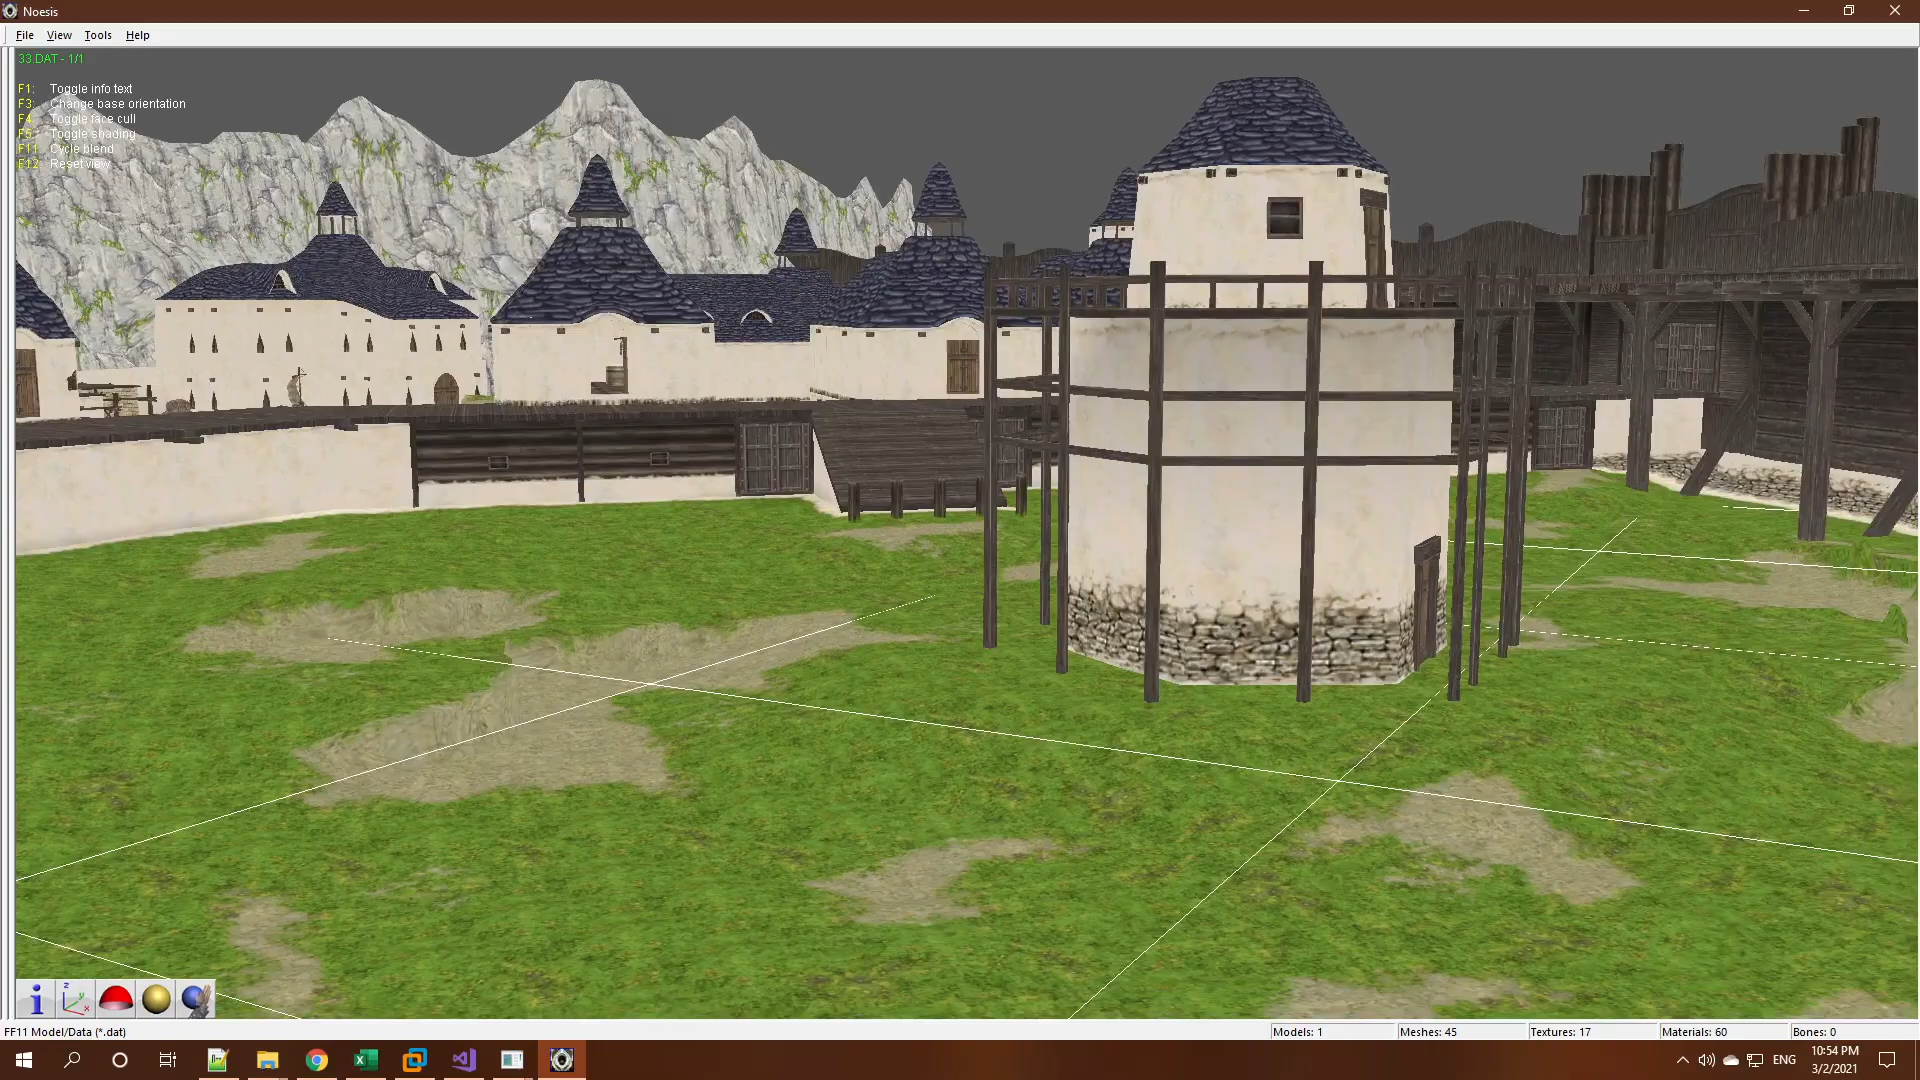 Noesis
File View Tools Help
33.DAT - 1/1
F1: Toggle info text
F3: Change base orientation
F4: Toggle face cull
F5: Toggle shading
F11: Cycle blend
F12: Reset view
FF11 Model/Data (*.dat) Models: 1 Meshes: 45 Textures: 17 Materials: 60 Bones: 0
ENG 10:54 PM
3/2/2021